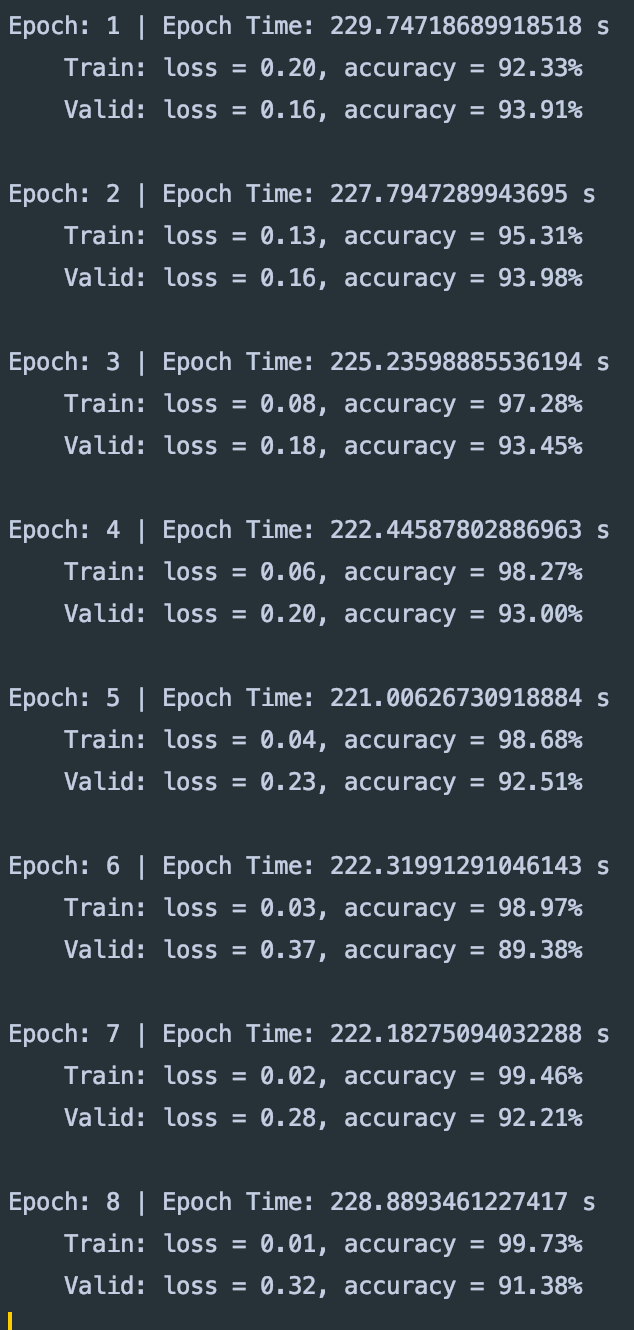 Epoch: 1 | Epoch Time: 229.74718689918518 s
Train: loss = 0.20, accuracy = 92.33%
Valid: loss = 0.16, accuracy = 93.91%
Epoch: 2 | Epoch Time: 227.7947289943695 s
Train: loss = 0.13, accuracy = 95.31%
Valid: loss = 0.16, accuracy = 93.98%
Epoch: 3 | Epoch Time: 225.23598885536194 s
Train: loss = 0.08, accuracy = 97.28%
Valid: loss = 0.18, accuracy = 93.45%
Epoch: 4 | Epoch Time: 222.44587802886963 s
Train: loss = 0.06, accuracy = 98.27%
Valid: loss = 0.20, accuracy = 93.00%
Epoch: 5 | Epoch Time: 221.00626730918884 s
Train: loss = 0.04, accuracy = 98.68%
Valid: loss = 0.23, accuracy = 92.51%
Epoch: 6 | Epoch Time: 222.31991291046143 s
Train: loss = 0.03, accuracy = 98.97%
Valid: loss = 0.37, accuracy = 89.38%
Epoch: 7 | Epoch Time: 222.18275094032288 s
Train: loss = 0.02, accuracy = 99.46%
Valid: loss = 0.28, accuracy = 92.21%
Epoch: 8 | Epoch Time: 228.8893461227417 s
Train: loss = 0.01, accuracy = 99.73%
Valid: loss = 0.32, accuracy = 91.38%